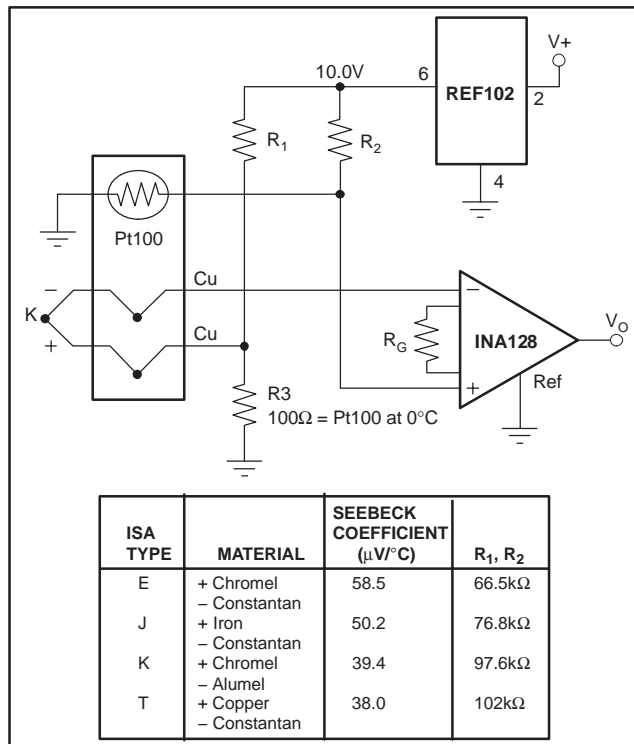 V+
10.0V
6
REF102
2
R1
R2
4
Pt100
Cu
−
−
K
Cu
RG
INA128
VO
+
+
Ref
R3
100Ω = Pt100 at 0°C
ISA TYPE
MATERIAL
SEEBECK COEFFICIENT (μV/°C)
R1, R2
E
+ Chromel
− Constantan
58.5
66.5kΩ
J
+ Iron
− Constantan
50.2
76.8kΩ
K
+ Chromel
− Alumel
39.4
97.6kΩ
T
+ Copper
− Constantan
38.0
102kΩ